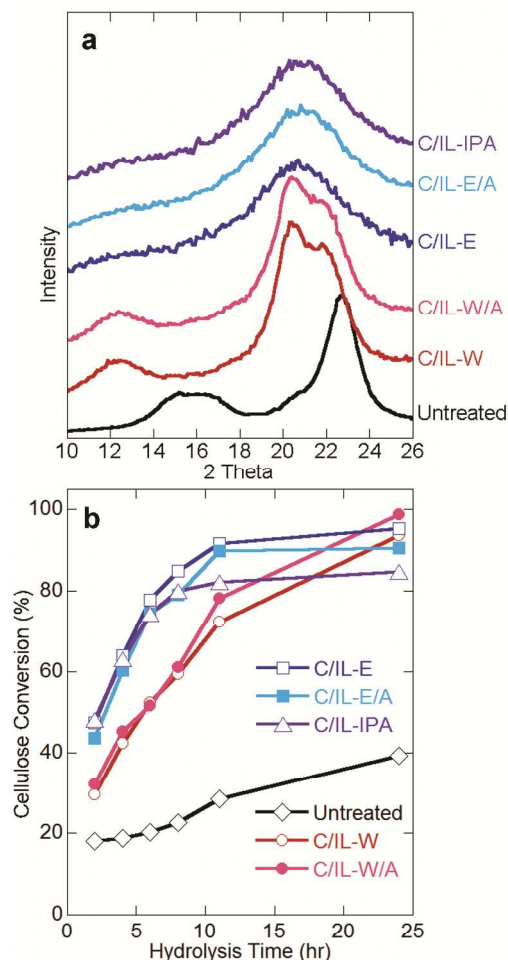 a
C/IL-IPA
C/IL-E/A
C/IL-E
C/IL-W/A
C/IL-W
Untreated
Intensity
10 12 14 16 18 20 22 24 26
2 Theta
b
100
80
60
40
20
0
Cellulose Conversion (%)
C/IL-E
C/IL-E/A
C/IL-IPA
Untreated
C/IL-W
C/IL-W/A
0 5 10 15 20 25
Hydrolysis Time (hr)